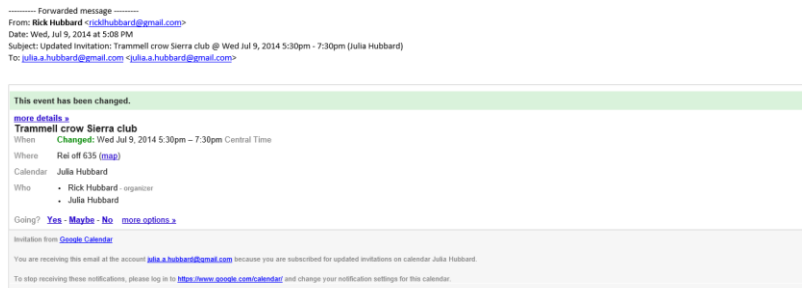 ---------- Forwarded message ----------
From: Rick Hubbard <ricklhubbard@gmail.com>
Date: Wed, Jul 9, 2014 at 5:08 PM
Subject: Updated Invitation: Trammell crow Sierra club @ Wed Jul 9, 2014 5:30pm - 7:30pm (Julia Hubbard)
To: julia.a.hubbard@gmail.com <julia.a.hubbard@gmail.com>
This event has been changed.
more details »
Trammell crow Sierra club
When Changed: Wed Jul 9, 2014 5:30pm – 7:30pm Central Time
Where Rei off 635 (map)
Calendar Julia Hubbard
Who • Rick Hubbard - organizer
• Julia Hubbard
Going? Yes - Maybe - No more options »
Invitation from Google Calendar
You are receiving this email at the account julia.a.hubbard@gmail.com because you are subscribed for updated invitations on calendar Julia Hubbard.
To stop receiving these notifications, please log in to https://www.google.com/calendar/ and change your notification settings for this calendar.